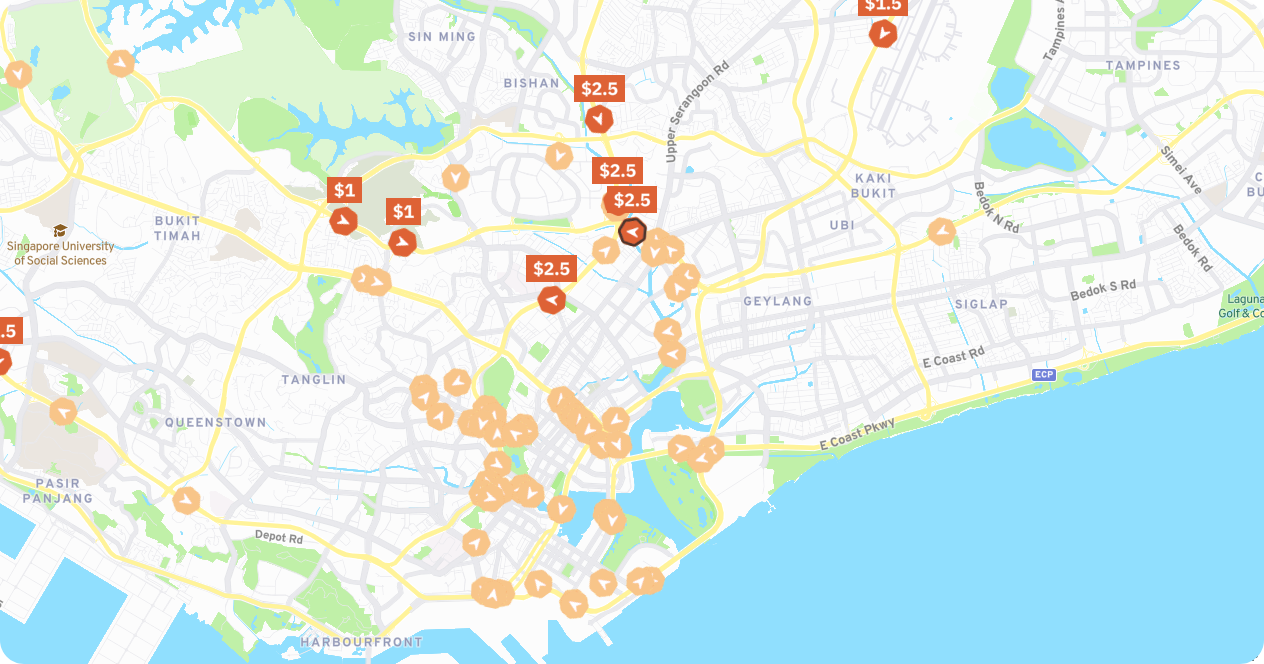 $1.5
SIN MING
Tampines A
TAMPINES
BISHAN
$2.5
Upper Serangoon Rd
Simei Ave
$2.5
KAKI
BUKIT
$1
$2.5
$1
Bedok N Rd
BUKIT
TIMAH
UBI
Singapore University
of Social Sciences
Bedok Rd
$2.5
GEYLANG
SIGLAP
Bedok S Rd
Laguna
Golf & Co
.5
E Coast Rd
ECP
TANGLIN
QUEENSTOWN
E Coast Pkwy
PASIR
PANJANG
Depot Rd
HARBOURFRONT